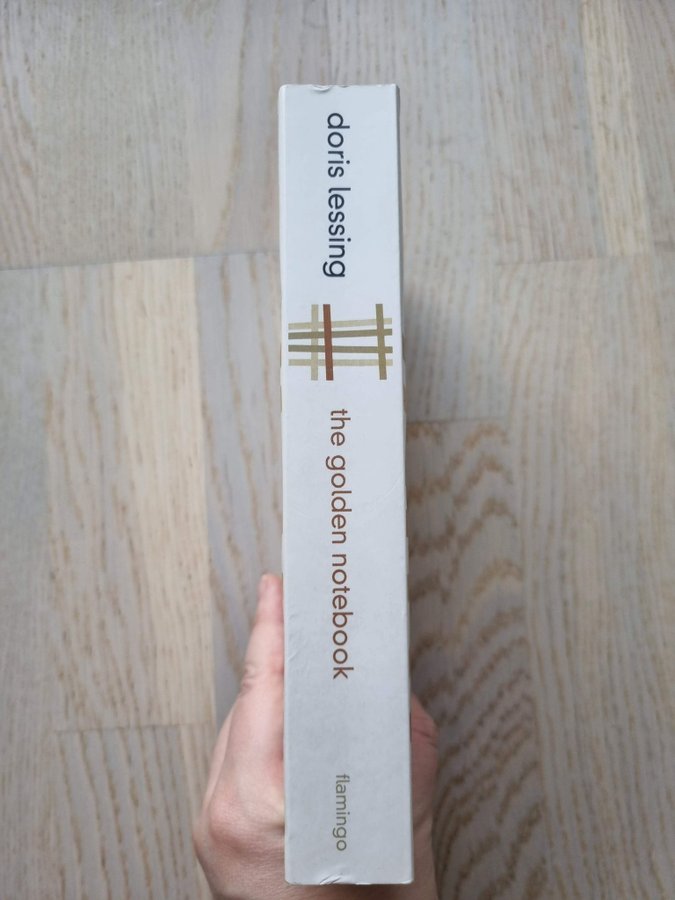 doris lessing
the golden notebook
flamingo